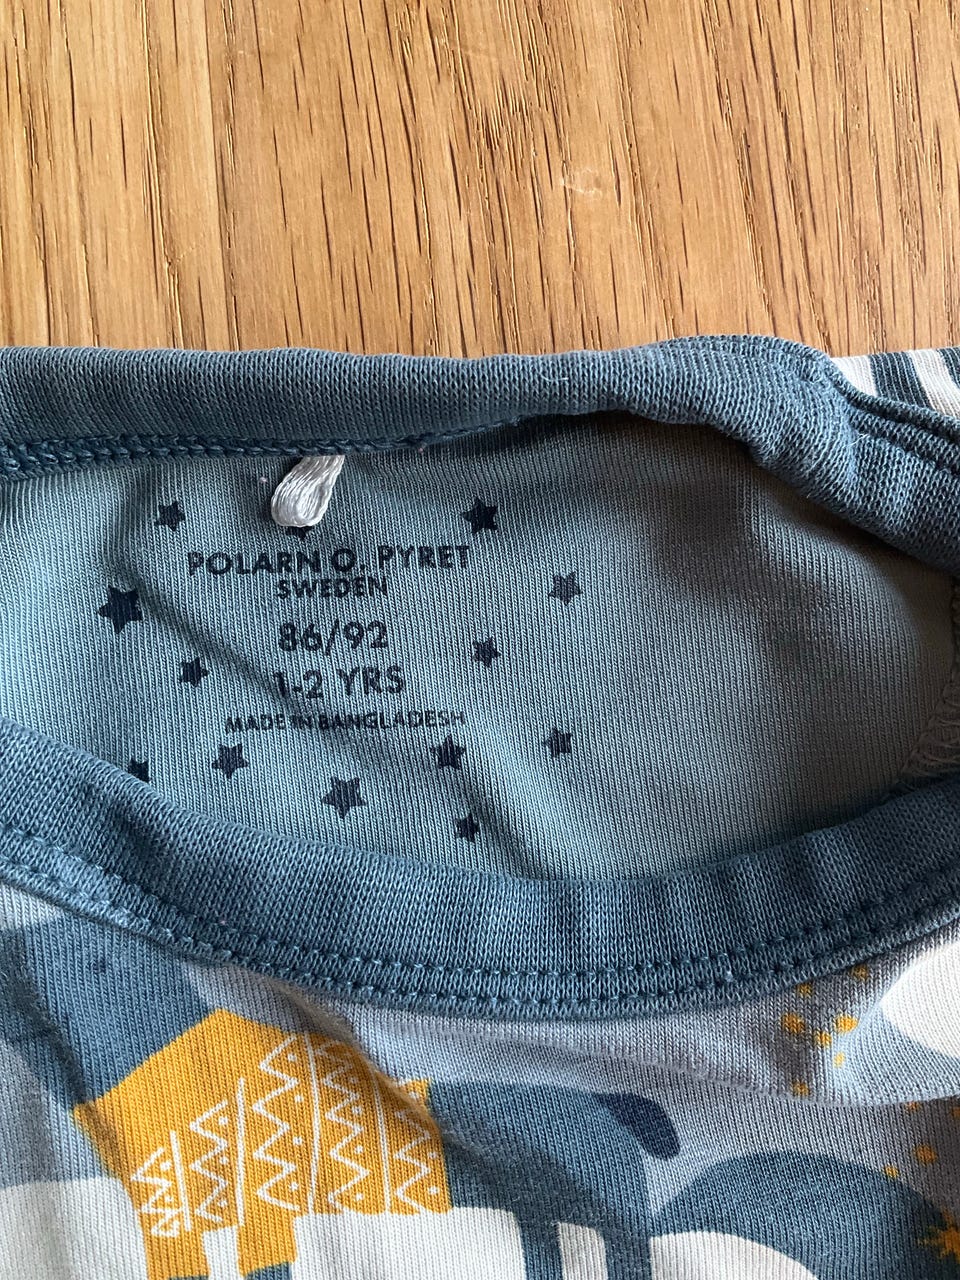 POLARN O. PYRET
SWEDEN
86/92
1-2 YRS
MADE IN BANGLADESH